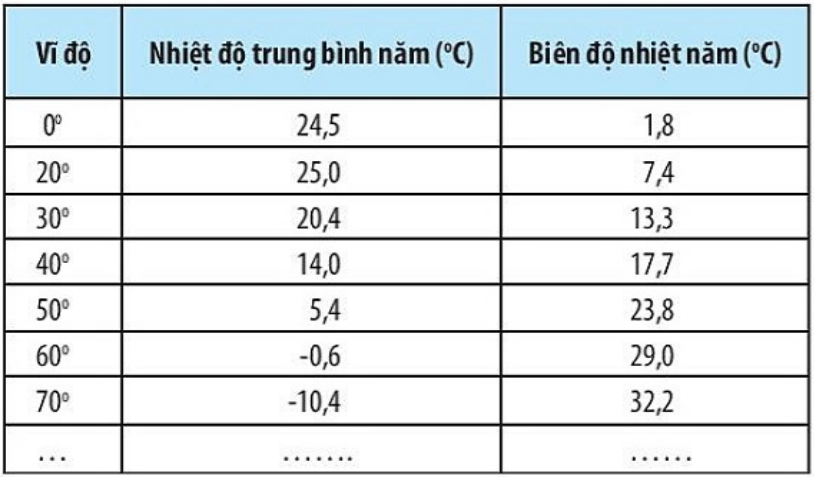 Vĩ độ Nhiệt độ trung bình năm (°C) Biên độ nhiệt năm (°C)
0° 24,5 1,8
20° 25,0 7,4
30° 20,4 13,3
40° 14,0 17,7
50° 5,4 23,8
60° -0,6 29,0
70° -10,4 32,2
... ....... ......